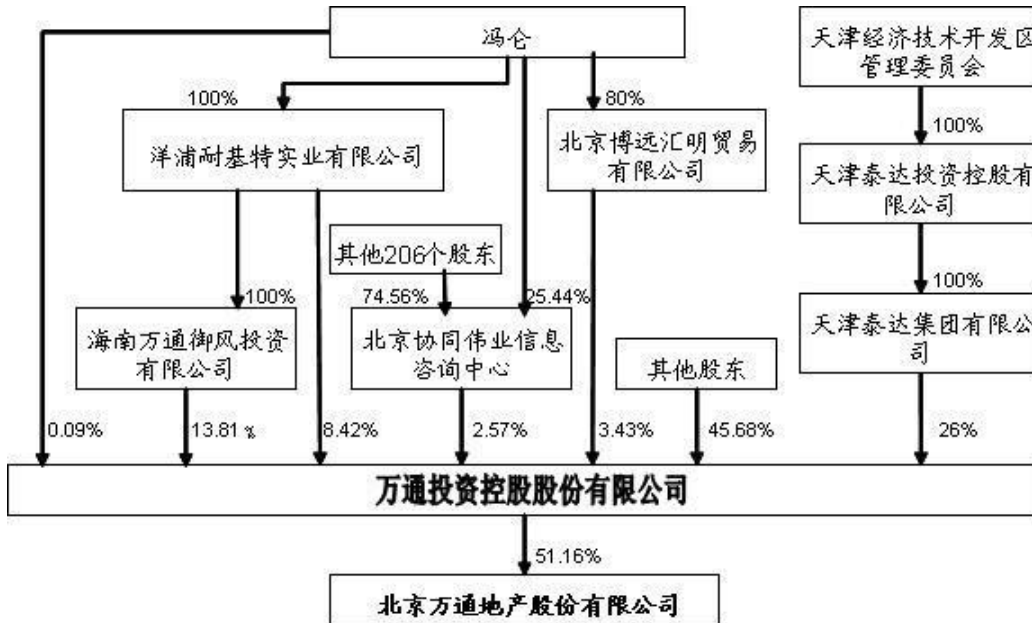 冯仑
天津经济技术开发区
管理委员会
100%
80%
洋浦耐基特实业有限公司
北京博远汇明贸易
有限公司
100%
天津泰达投资控股有
限公司
其他206个股东
100%
74.56%
25.44%
100%
海南万通御风投资
有限公司
北京协同伟业信息
咨询中心
其他股东
天津泰达集团有限公
司
0.09%
13.81%
8.42%
2.57%
3.43%
45.68%
26%
万通投资控股股份有限公司
51.16%
北京万通地产股份有限公司